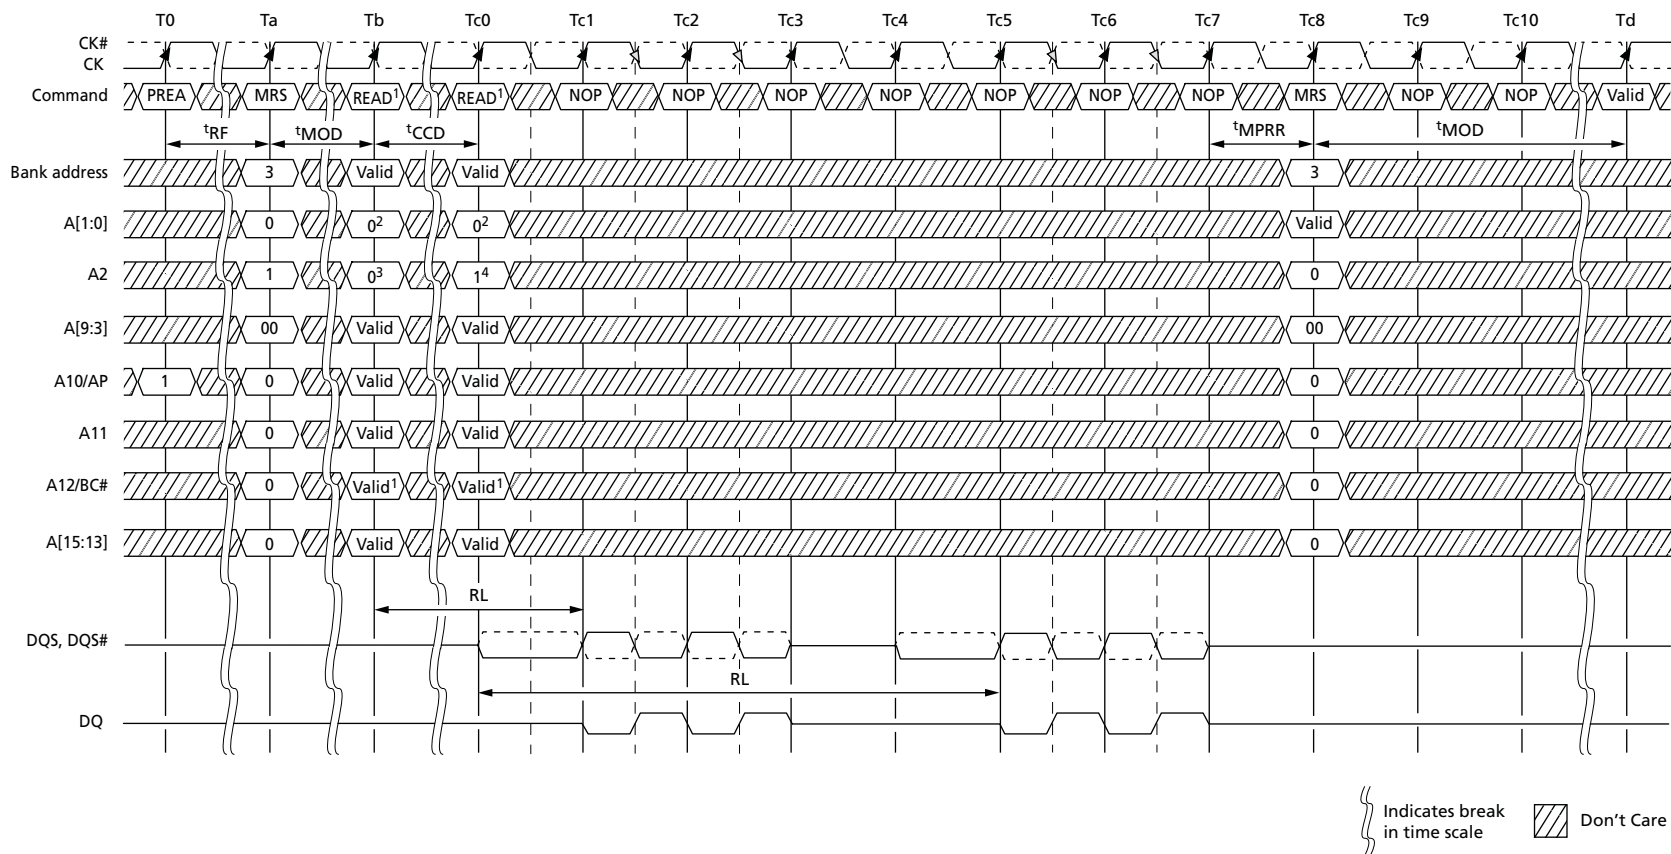 T0 Ta Tb Tc0 Tc1 Tc2 Tc3 Tc4 Tc5 Tc6 Tc7 Tc8 Tc9 Tc10 Td
CK#
CK
Command PREA MRS READ¹ READ¹ NOP NOP NOP NOP NOP NOP NOP MRS NOP NOP Valid
ᵗRF ᵗMOD ᵗCCD ᵗMPRR ᵗMOD
Bank address 3 Valid Valid 3
A[1:0] 0 0² 0² Valid
A2 1 0³ 1⁴ 0
A[9:3] 00 Valid Valid 00
A10/AP 1 0 Valid Valid 0
A11 0 Valid Valid 0
A12/BC# 0 Valid¹ Valid¹ 0
A[15:13] 0 Valid Valid 0
RL
DQS, DQS#
RL
DQ
Indicates break
in time scale
Don't Care